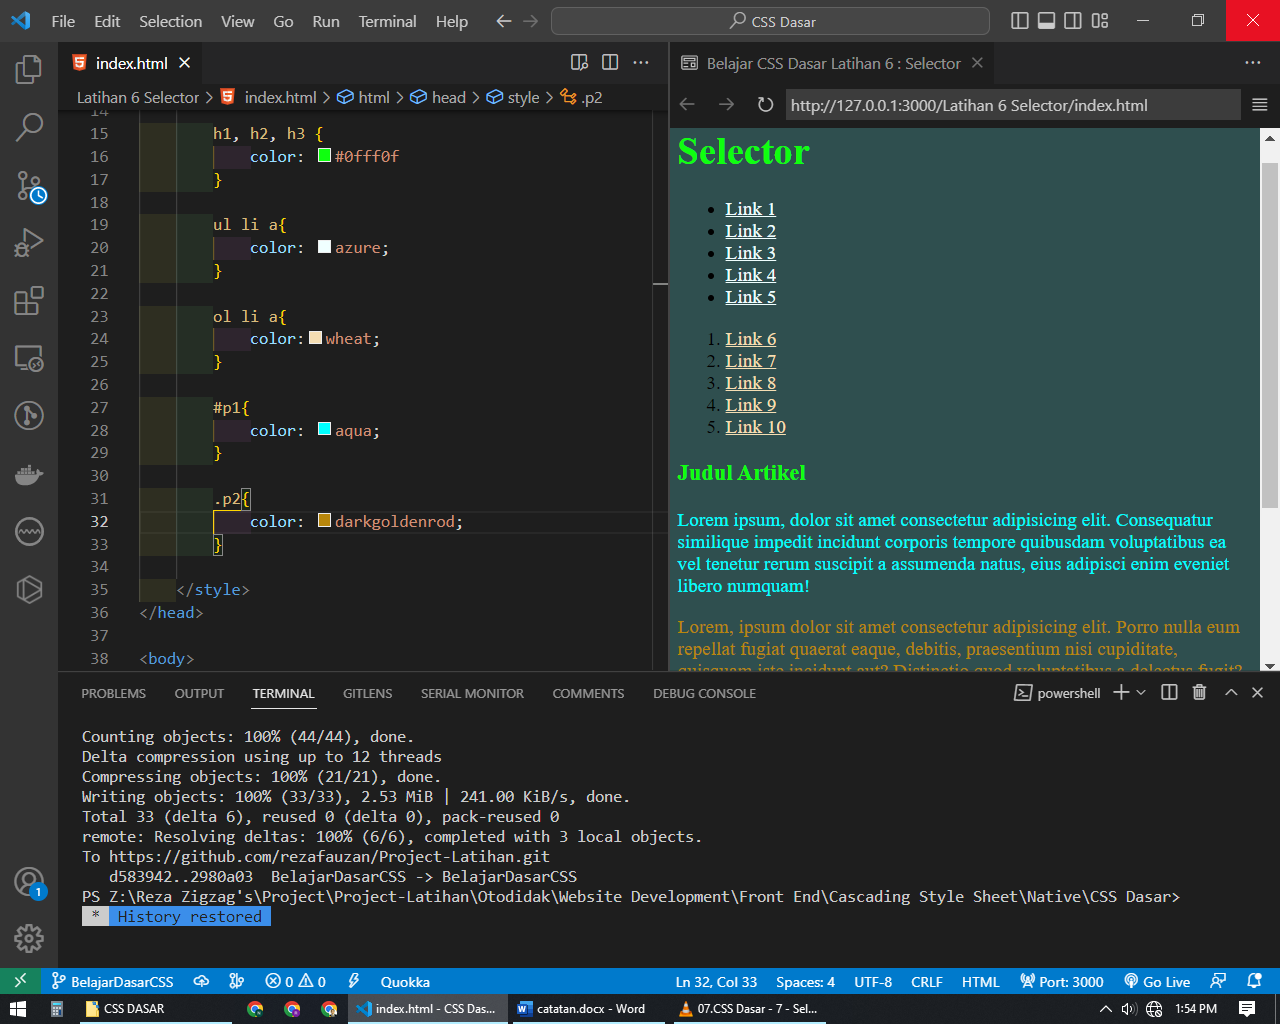 File Edit Selection View Go Run Terminal Help
CSS Dasar
index.html
Latihan 6 Selector > index.html > html > head > style > .p2
14
15 h1, h2, h3 {
16 color: #0fff0f
17 }
18
19 ul li a{
20 color: azure;
21 }
22
23 ol li a{
24 color: wheat;
25 }
26
27 #p1{
28 color: aqua;
29 }
30
31 .p2{
32 color: darkgoldenrod;
33 }
34
35 </style>
36 </head>
37
38 <body>
Belajar CSS Dasar Latihan 6 : Selector
http://127.0.0.1:3000/Latihan 6 Selector/index.html
Selector
• Link 1
• Link 2
• Link 3
• Link 4
• Link 5
1. Link 6
2. Link 7
3. Link 8
4. Link 9
5. Link 10
Judul Artikel
Lorem ipsum, dolor sit amet consectetur adipisicing elit. Consequatur
similique impedit incidunt corporis tempore quibusdam voluptatibus ea
vel tenetur rerum suscipit a assumenda natus, eius adipisci enim eveniet
libero numquam!
Lorem, ipsum dolor sit amet consectetur adipisicing elit. Porro nulla eum
repellat fugiat quaerat eaque, debitis, praesentium nisi cupiditate,
quisquam iste incidunt aut? Distinctio quod voluptatibus a delectus fugit?
PROBLEMS OUTPUT TERMINAL GITLENS SERIAL MONITOR COMMENTS DEBUG CONSOLE
powershell
Counting objects: 100% (44/44), done.
Delta compression using up to 12 threads
Compressing objects: 100% (21/21), done.
Writing objects: 100% (33/33), 2.53 MiB | 241.00 KiB/s, done.
Total 33 (delta 6), reused 0 (delta 0), pack-reused 0
remote: Resolving deltas: 100% (6/6), completed with 3 local objects.
To https://github.com/rezafauzan/Project-Latihan.git
d583942..2980a03 BelajarDasarCSS -> BelajarDasarCSS
PS Z:\Reza Zigzag's\Project\Project-Latihan\Otodidak\Website Development\Front End\Cascading Style Sheet\Native\CSS Dasar>
* History restored
1
BelajarDasarCSS 0 0 Quokka Ln 32, Col 33 Spaces: 4 UTF-8 CRLF HTML Port: 3000 Go Live
CSS DASAR index.html - CSS Das... catatan.docx - Word 07.CSS Dasar - 7 - Sel... 1:54 PM